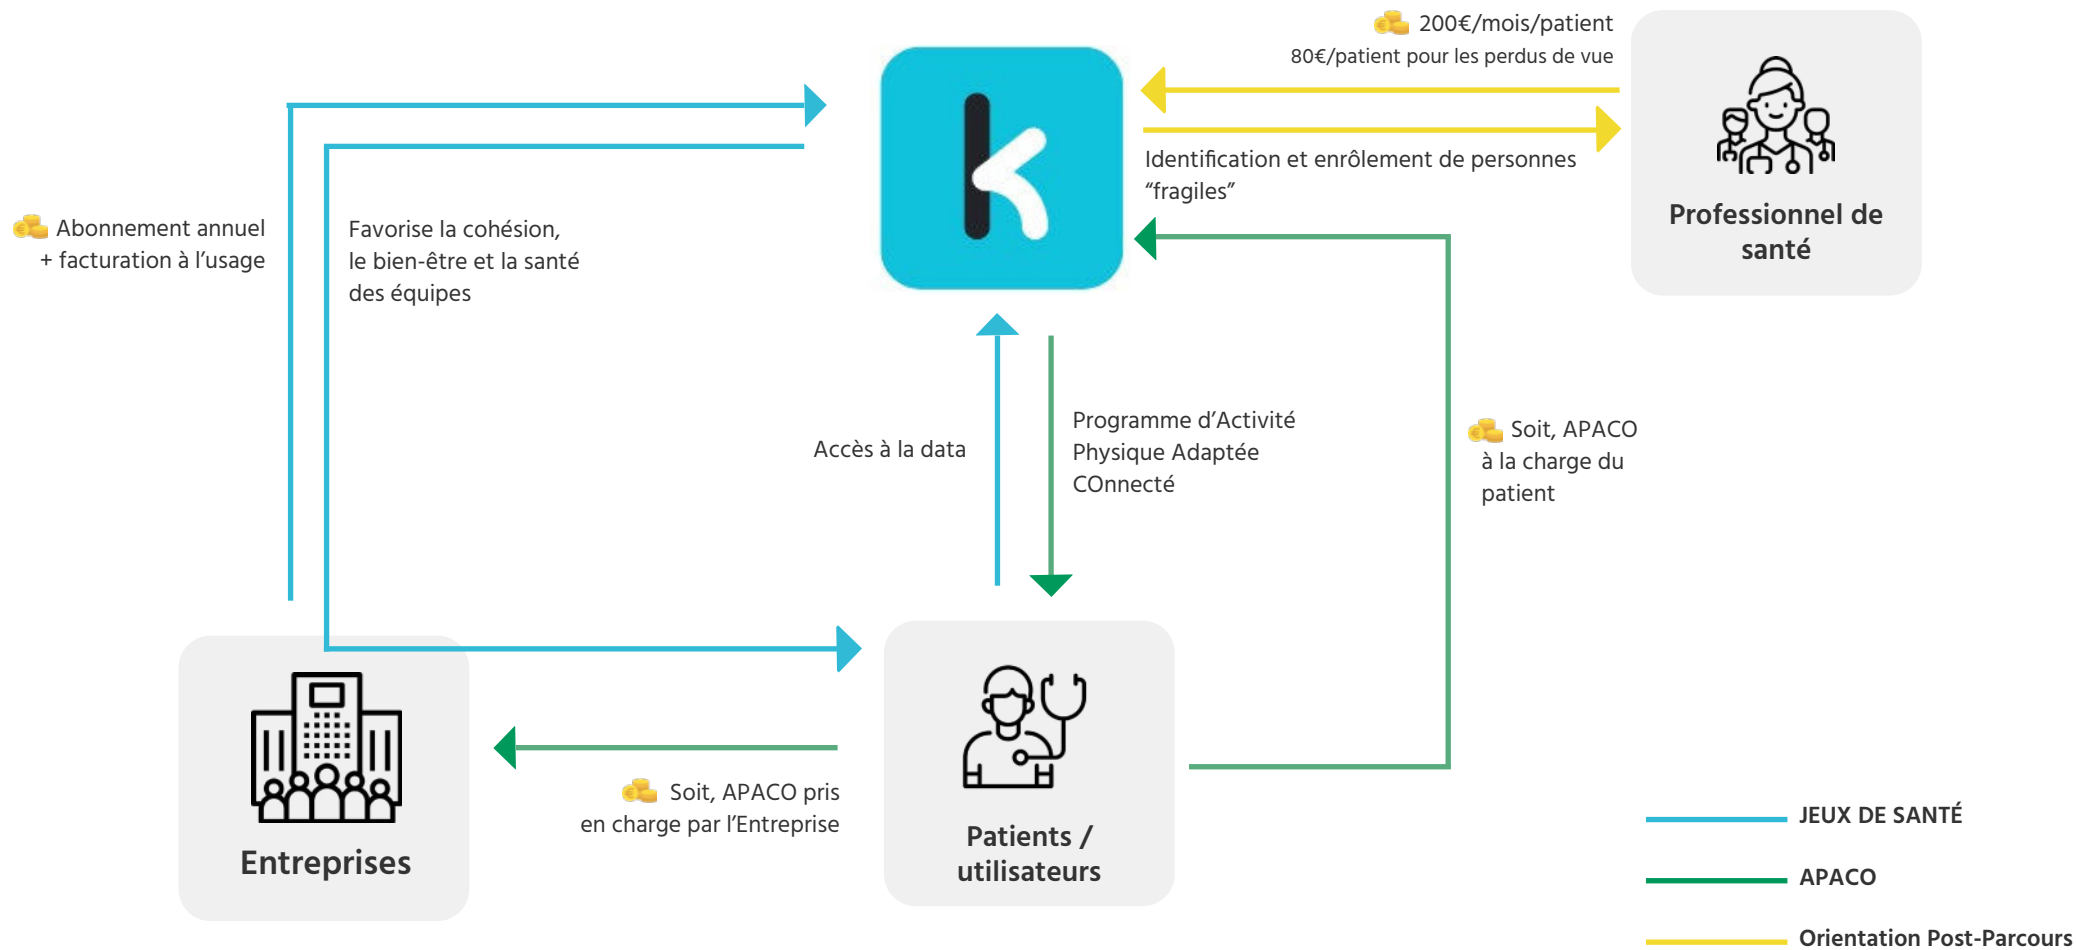 200€/mois/patient
80€/patient pour les perdus de vue
Identification et enrôlement de personnes
“fragiles”
Professionnel de
santé
Abonnement annuel
+ facturation à l’usage
Favorise la cohésion,
le bien-être et la santé
des équipes
Accès à la data
Programme d’Activité
Physique Adaptée
COnnecté
Soit, APACO
à la charge du
patient
Entreprises
Soit, APACO pris
en charge par l’Entreprise
Patients /
utilisateurs
JEUX DE SANTÉ
APACO
Orientation Post-Parcours